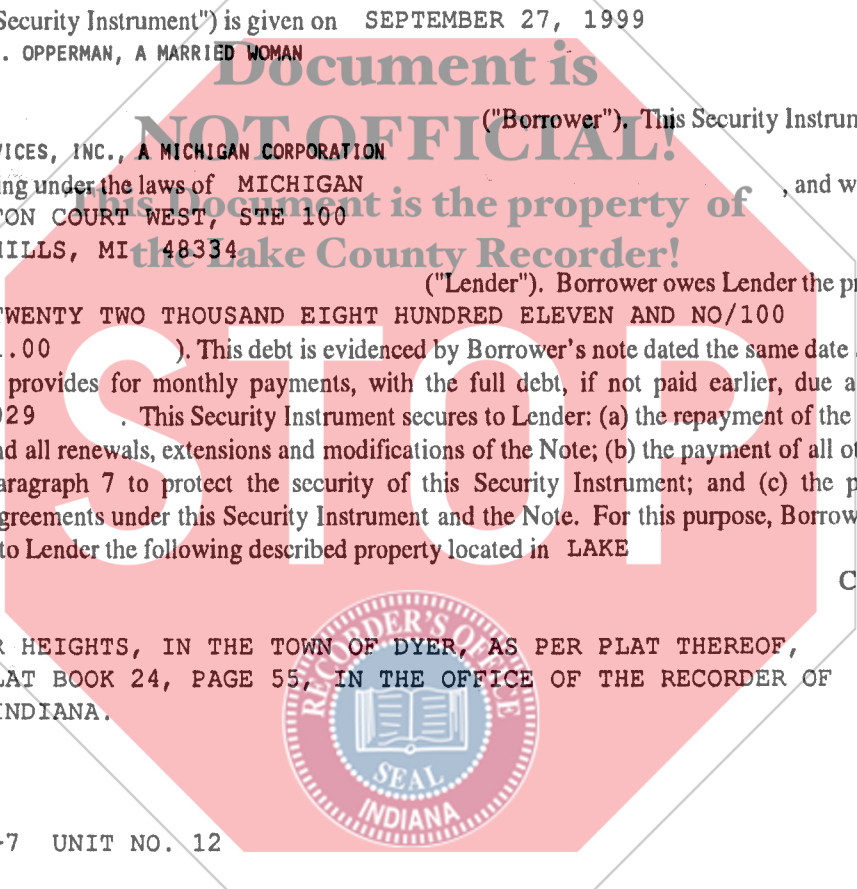 Security Instrument") is given on SEPTEMBER 27, 1999
. OPPERMAN, A MARRIED WOMAN
Document is
("Borrower"). This Security Instrum
NOT OFFICIAL!
VICES, INC., A MICHIGAN CORPORATION
ing under the laws of MICHIGAN , and w
This Document is the property of
TON COURT WEST, STE 100
HILLS, MI 48334
the Lake County Recorder!
("Lender"). Borrower owes Lender the pr
TWENTY TWO THOUSAND EIGHT HUNDRED ELEVEN AND NO/100
.00 ). This debt is evidenced by Borrower's note dated the same date
provides for monthly payments, with the full debt, if not paid earlier, due a
029 . This Security Instrument secures to Lender: (a) the repayment of the
nd all renewals, extensions and modifications of the Note; (b) the payment of all ot
STOP
aragraph 7 to protect the security of this Security Instrument; and (c) the p
greements under this Security Instrument and the Note. For this purpose, Borrow
to Lender the following described property located in LAKE
C
R HEIGHTS, IN THE TOWN OF DYER, AS PER PLAT THEREOF,
LAT BOOK 24, PAGE 55, IN THE OFFICE OF THE RECORDER OF
INDIANA.
RECORDER'S OFFICE
SEAL
INDIANA
-7 UNIT NO. 12